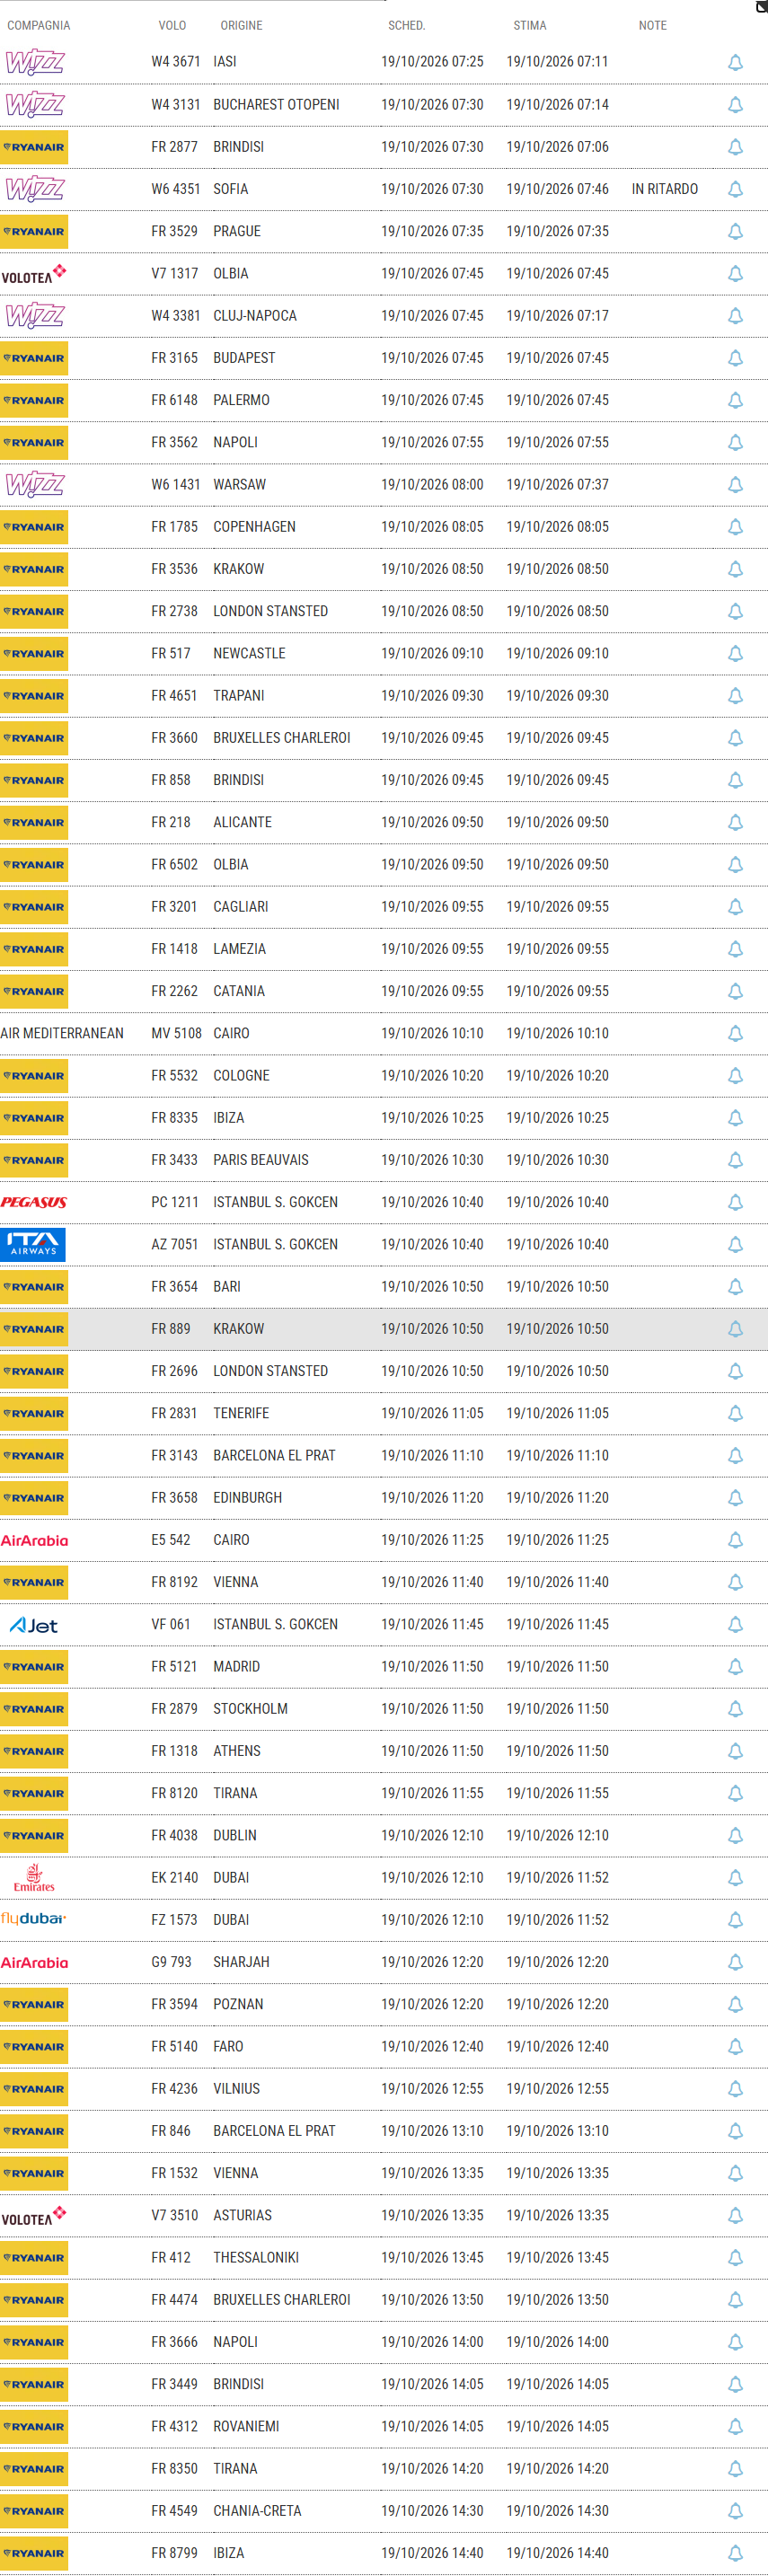 COMPAGNIA VOLO ORIGINE SCHED. STIMA NOTE
WIZZ W4 3671 IASI 19/10/2026 07:25 19/10/2026 07:11
WIZZ W4 3131 BUCHAREST OTOPENI 19/10/2026 07:30 19/10/2026 07:14
RYANAIR FR 2877 BRINDISI 19/10/2026 07:30 19/10/2026 07:06
WIZZ W6 4351 SOFIA 19/10/2026 07:30 19/10/2026 07:46 IN RITARDO
RYANAIR FR 3529 PRAGUE 19/10/2026 07:35 19/10/2026 07:35
VOLOTEA V7 1317 OLBIA 19/10/2026 07:45 19/10/2026 07:45
WIZZ W4 3381 CLUJ-NAPOCA 19/10/2026 07:45 19/10/2026 07:17
RYANAIR FR 3165 BUDAPEST 19/10/2026 07:45 19/10/2026 07:45
RYANAIR FR 6148 PALERMO 19/10/2026 07:45 19/10/2026 07:45
RYANAIR FR 3562 NAPOLI 19/10/2026 07:55 19/10/2026 07:55
WIZZ W6 1431 WARSAW 19/10/2026 08:00 19/10/2026 07:37
RYANAIR FR 1785 COPENHAGEN 19/10/2026 08:05 19/10/2026 08:05
RYANAIR FR 3536 KRAKOW 19/10/2026 08:50 19/10/2026 08:50
RYANAIR FR 2738 LONDON STANSTED 19/10/2026 08:50 19/10/2026 08:50
RYANAIR FR 517 NEWCASTLE 19/10/2026 09:10 19/10/2026 09:10
RYANAIR FR 4651 TRAPANI 19/10/2026 09:30 19/10/2026 09:30
RYANAIR FR 3660 BRUXELLES CHARLEROI 19/10/2026 09:45 19/10/2026 09:45
RYANAIR FR 858 BRINDISI 19/10/2026 09:45 19/10/2026 09:45
RYANAIR FR 218 ALICANTE 19/10/2026 09:50 19/10/2026 09:50
RYANAIR FR 6502 OLBIA 19/10/2026 09:50 19/10/2026 09:50
RYANAIR FR 3201 CAGLIARI 19/10/2026 09:55 19/10/2026 09:55
RYANAIR FR 1418 LAMEZIA 19/10/2026 09:55 19/10/2026 09:55
RYANAIR FR 2262 CATANIA 19/10/2026 09:55 19/10/2026 09:55
AIR MEDITERRANEAN MV 5108 CAIRO 19/10/2026 10:10 19/10/2026 10:10
RYANAIR FR 5532 COLOGNE 19/10/2026 10:20 19/10/2026 10:20
RYANAIR FR 8335 IBIZA 19/10/2026 10:25 19/10/2026 10:25
RYANAIR FR 3433 PARIS BEAUVAIS 19/10/2026 10:30 19/10/2026 10:30
PEGASUS PC 1211 ISTANBUL S. GOKCEN 19/10/2026 10:40 19/10/2026 10:40
ITA AIRWAYS AZ 7051 ISTANBUL S. GOKCEN 19/10/2026 10:40 19/10/2026 10:40
RYANAIR FR 3654 BARI 19/10/2026 10:50 19/10/2026 10:50
RYANAIR FR 889 KRAKOW 19/10/2026 10:50 19/10/2026 10:50
RYANAIR FR 2696 LONDON STANSTED 19/10/2026 10:50 19/10/2026 10:50
RYANAIR FR 2831 TENERIFE 19/10/2026 11:05 19/10/2026 11:05
RYANAIR FR 3143 BARCELONA EL PRAT 19/10/2026 11:10 19/10/2026 11:10
RYANAIR FR 3658 EDINBURGH 19/10/2026 11:20 19/10/2026 11:20
AirArabia E5 542 CAIRO 19/10/2026 11:25 19/10/2026 11:25
RYANAIR FR 8192 VIENNA 19/10/2026 11:40 19/10/2026 11:40
AJet VF 061 ISTANBUL S. GOKCEN 19/10/2026 11:45 19/10/2026 11:45
RYANAIR FR 5121 MADRID 19/10/2026 11:50 19/10/2026 11:50
RYANAIR FR 2879 STOCKHOLM 19/10/2026 11:50 19/10/2026 11:50
RYANAIR FR 1318 ATHENS 19/10/2026 11:50 19/10/2026 11:50
RYANAIR FR 8120 TIRANA 19/10/2026 11:55 19/10/2026 11:55
RYANAIR FR 4038 DUBLIN 19/10/2026 12:10 19/10/2026 12:10
Emirates EK 2140 DUBAI 19/10/2026 12:10 19/10/2026 11:52
flydubai FZ 1573 DUBAI 19/10/2026 12:10 19/10/2026 11:52
AirArabia G9 793 SHARJAH 19/10/2026 12:20 19/10/2026 12:20
RYANAIR FR 3594 POZNAN 19/10/2026 12:20 19/10/2026 12:20
RYANAIR FR 5140 FARO 19/10/2026 12:40 19/10/2026 12:40
RYANAIR FR 4236 VILNIUS 19/10/2026 12:55 19/10/2026 12:55
RYANAIR FR 846 BARCELONA EL PRAT 19/10/2026 13:10 19/10/2026 13:10
RYANAIR FR 1532 VIENNA 19/10/2026 13:35 19/10/2026 13:35
VOLOTEA V7 3510 ASTURIAS 19/10/2026 13:35 19/10/2026 13:35
RYANAIR FR 412 THESSALONIKI 19/10/2026 13:45 19/10/2026 13:45
RYANAIR FR 4474 BRUXELLES CHARLEROI 19/10/2026 13:50 19/10/2026 13:50
RYANAIR FR 3666 NAPOLI 19/10/2026 14:00 19/10/2026 14:00
RYANAIR FR 3449 BRINDISI 19/10/2026 14:05 19/10/2026 14:05
RYANAIR FR 4312 ROVANIEMI 19/10/2026 14:05 19/10/2026 14:05
RYANAIR FR 8350 TIRANA 19/10/2026 14:20 19/10/2026 14:20
RYANAIR FR 4549 CHANIA-CRETA 19/10/2026 14:30 19/10/2026 14:30
RYANAIR FR 8799 IBIZA 19/10/2026 14:40 19/10/2026 14:40